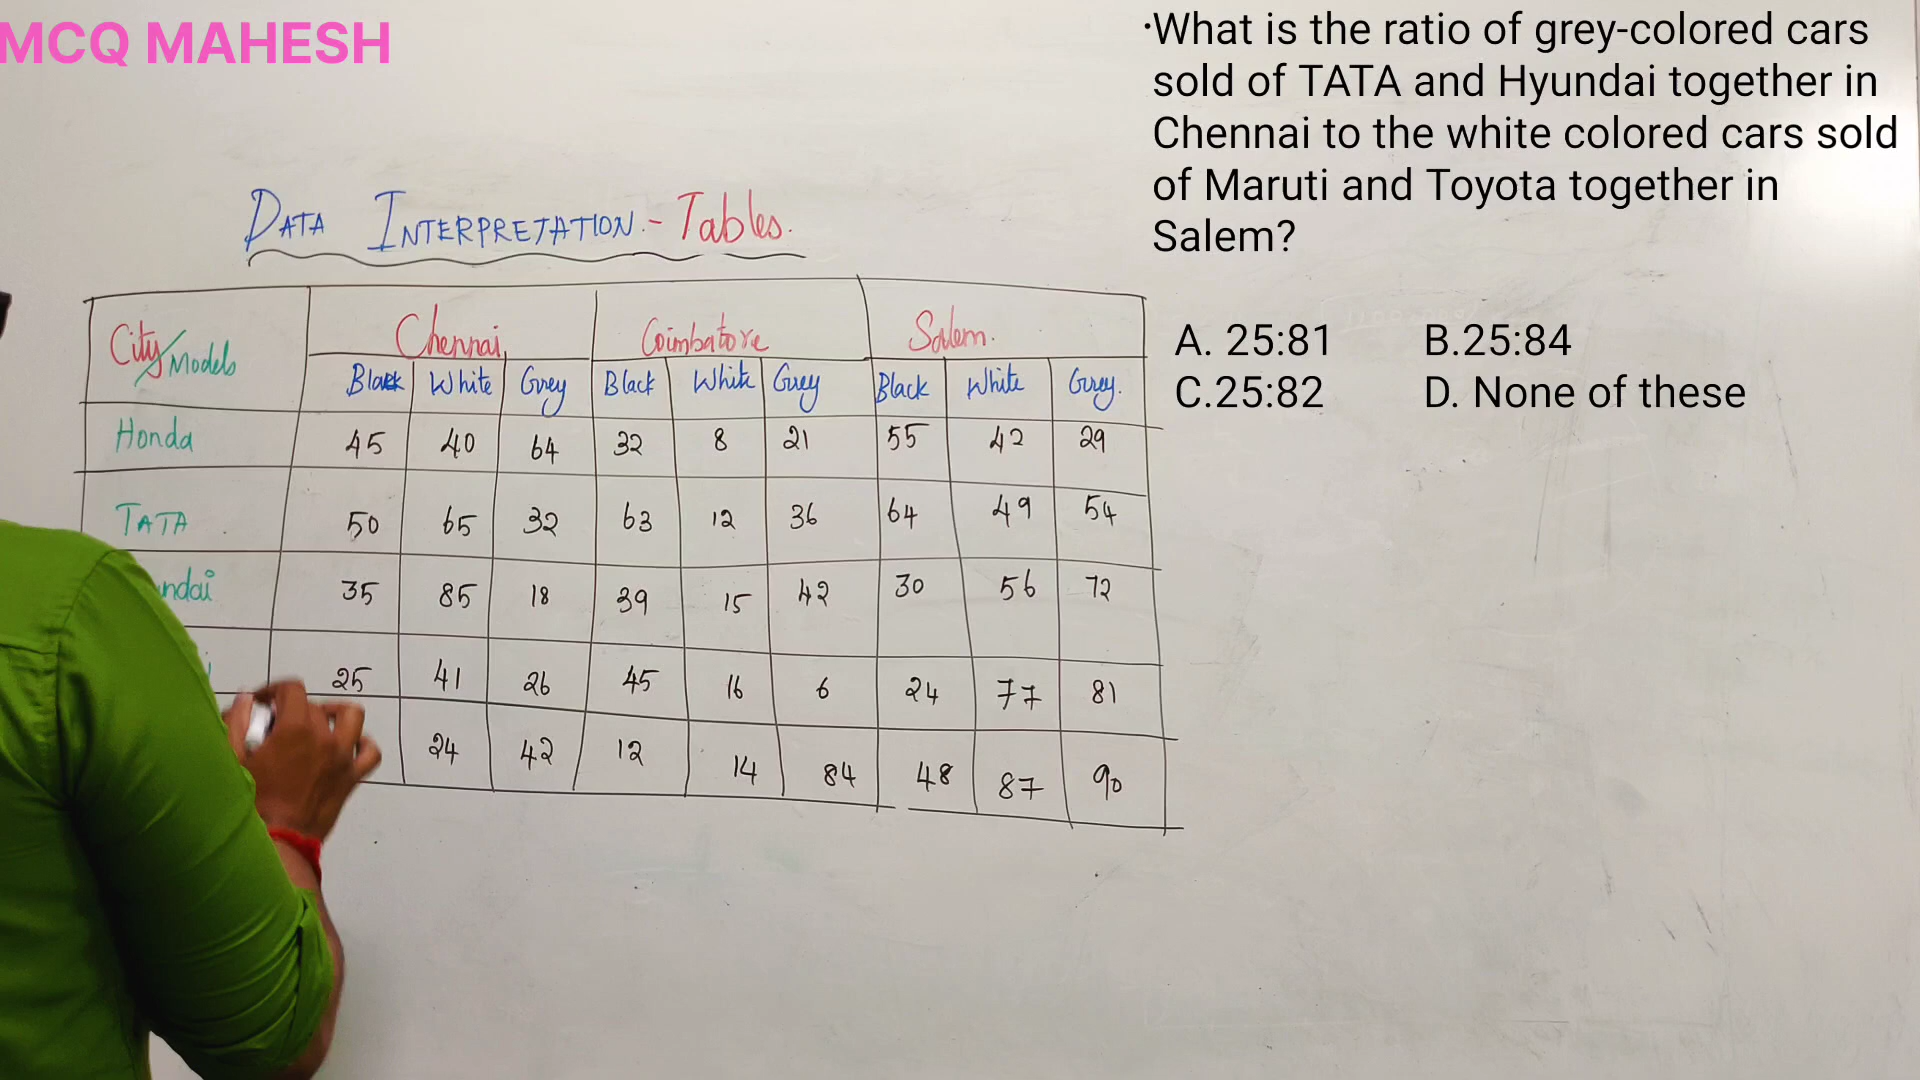 MCQ MAHESH
·What is the ratio of grey-colored cars
sold of TATA and Hyundai together in
Chennai to the white colored cars sold
of Maruti and Toyota together in
Salem?
A. 25:81 B.25:84
C.25:82 D. None of these
DATA INTERPRETATION - Tables.
City/Models Chennai, Coimbatore Salem.
Black White Grey Black White Grey Black White Grey.
Honda 45 40 64 32 8 21 55 42 29
TATA 50 65 32 63 12 36 64 49 54
ndai 35 85 18 39 15 42 30 56 72
i 25 41 26 45 16 6 24 77 81
24 42 12 14 84 48 87 90